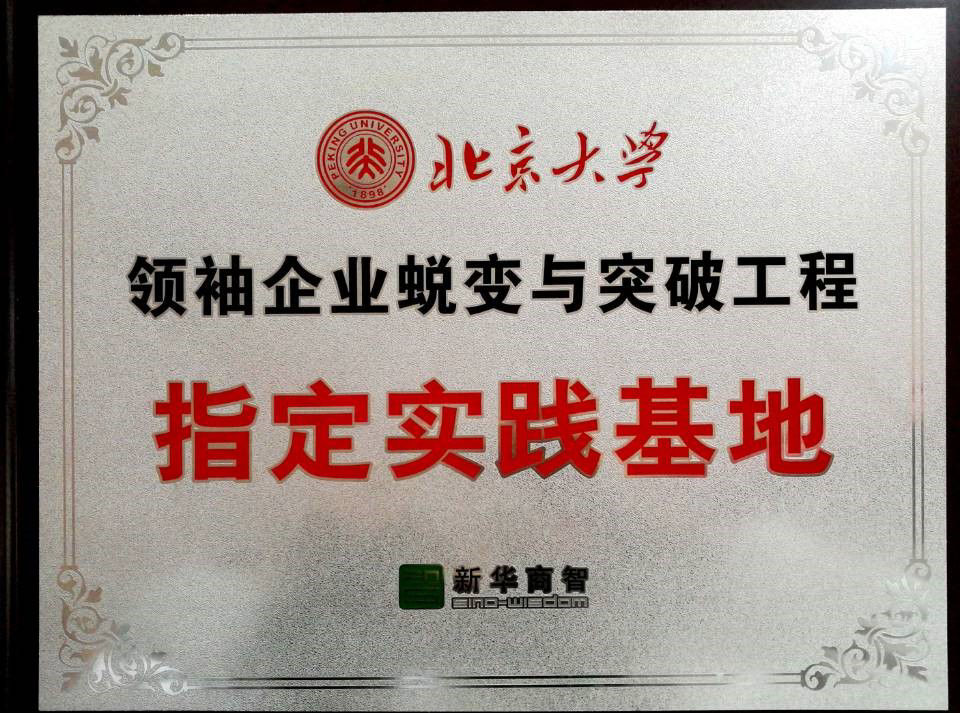 PEKING UNIVERSITY
1898
北京大学
领袖企业蜕变与突破工程
指定实践基地
新华商智
SINO-WISDOM